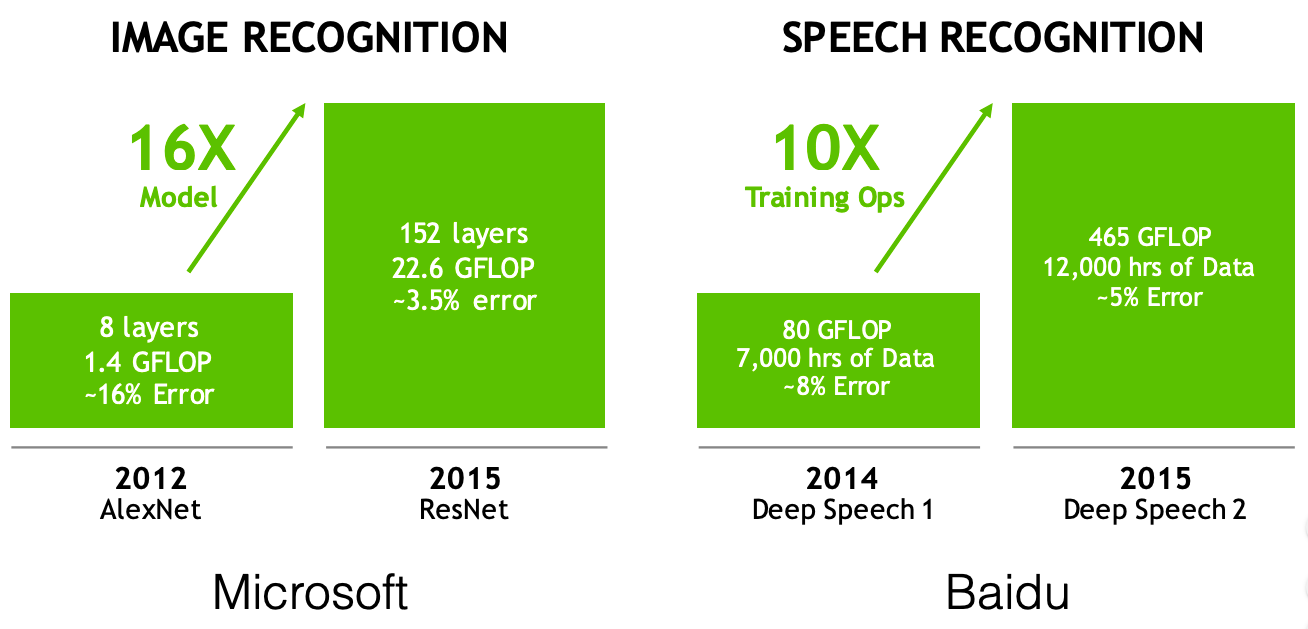 IMAGE RECOGNITION
16X
Model
8 layers
1.4 GFLOP
~16% Error
152 layers
22.6 GFLOP
~3.5% error
2012
AlexNet
2015
ResNet
Microsoft
SPEECH RECOGNITION
10X
Training Ops
80 GFLOP
7,000 hrs of Data
~8% Error
465 GFLOP
12,000 hrs of Data
~5% Error
2014
Deep Speech 1
2015
Deep Speech 2
Baidu